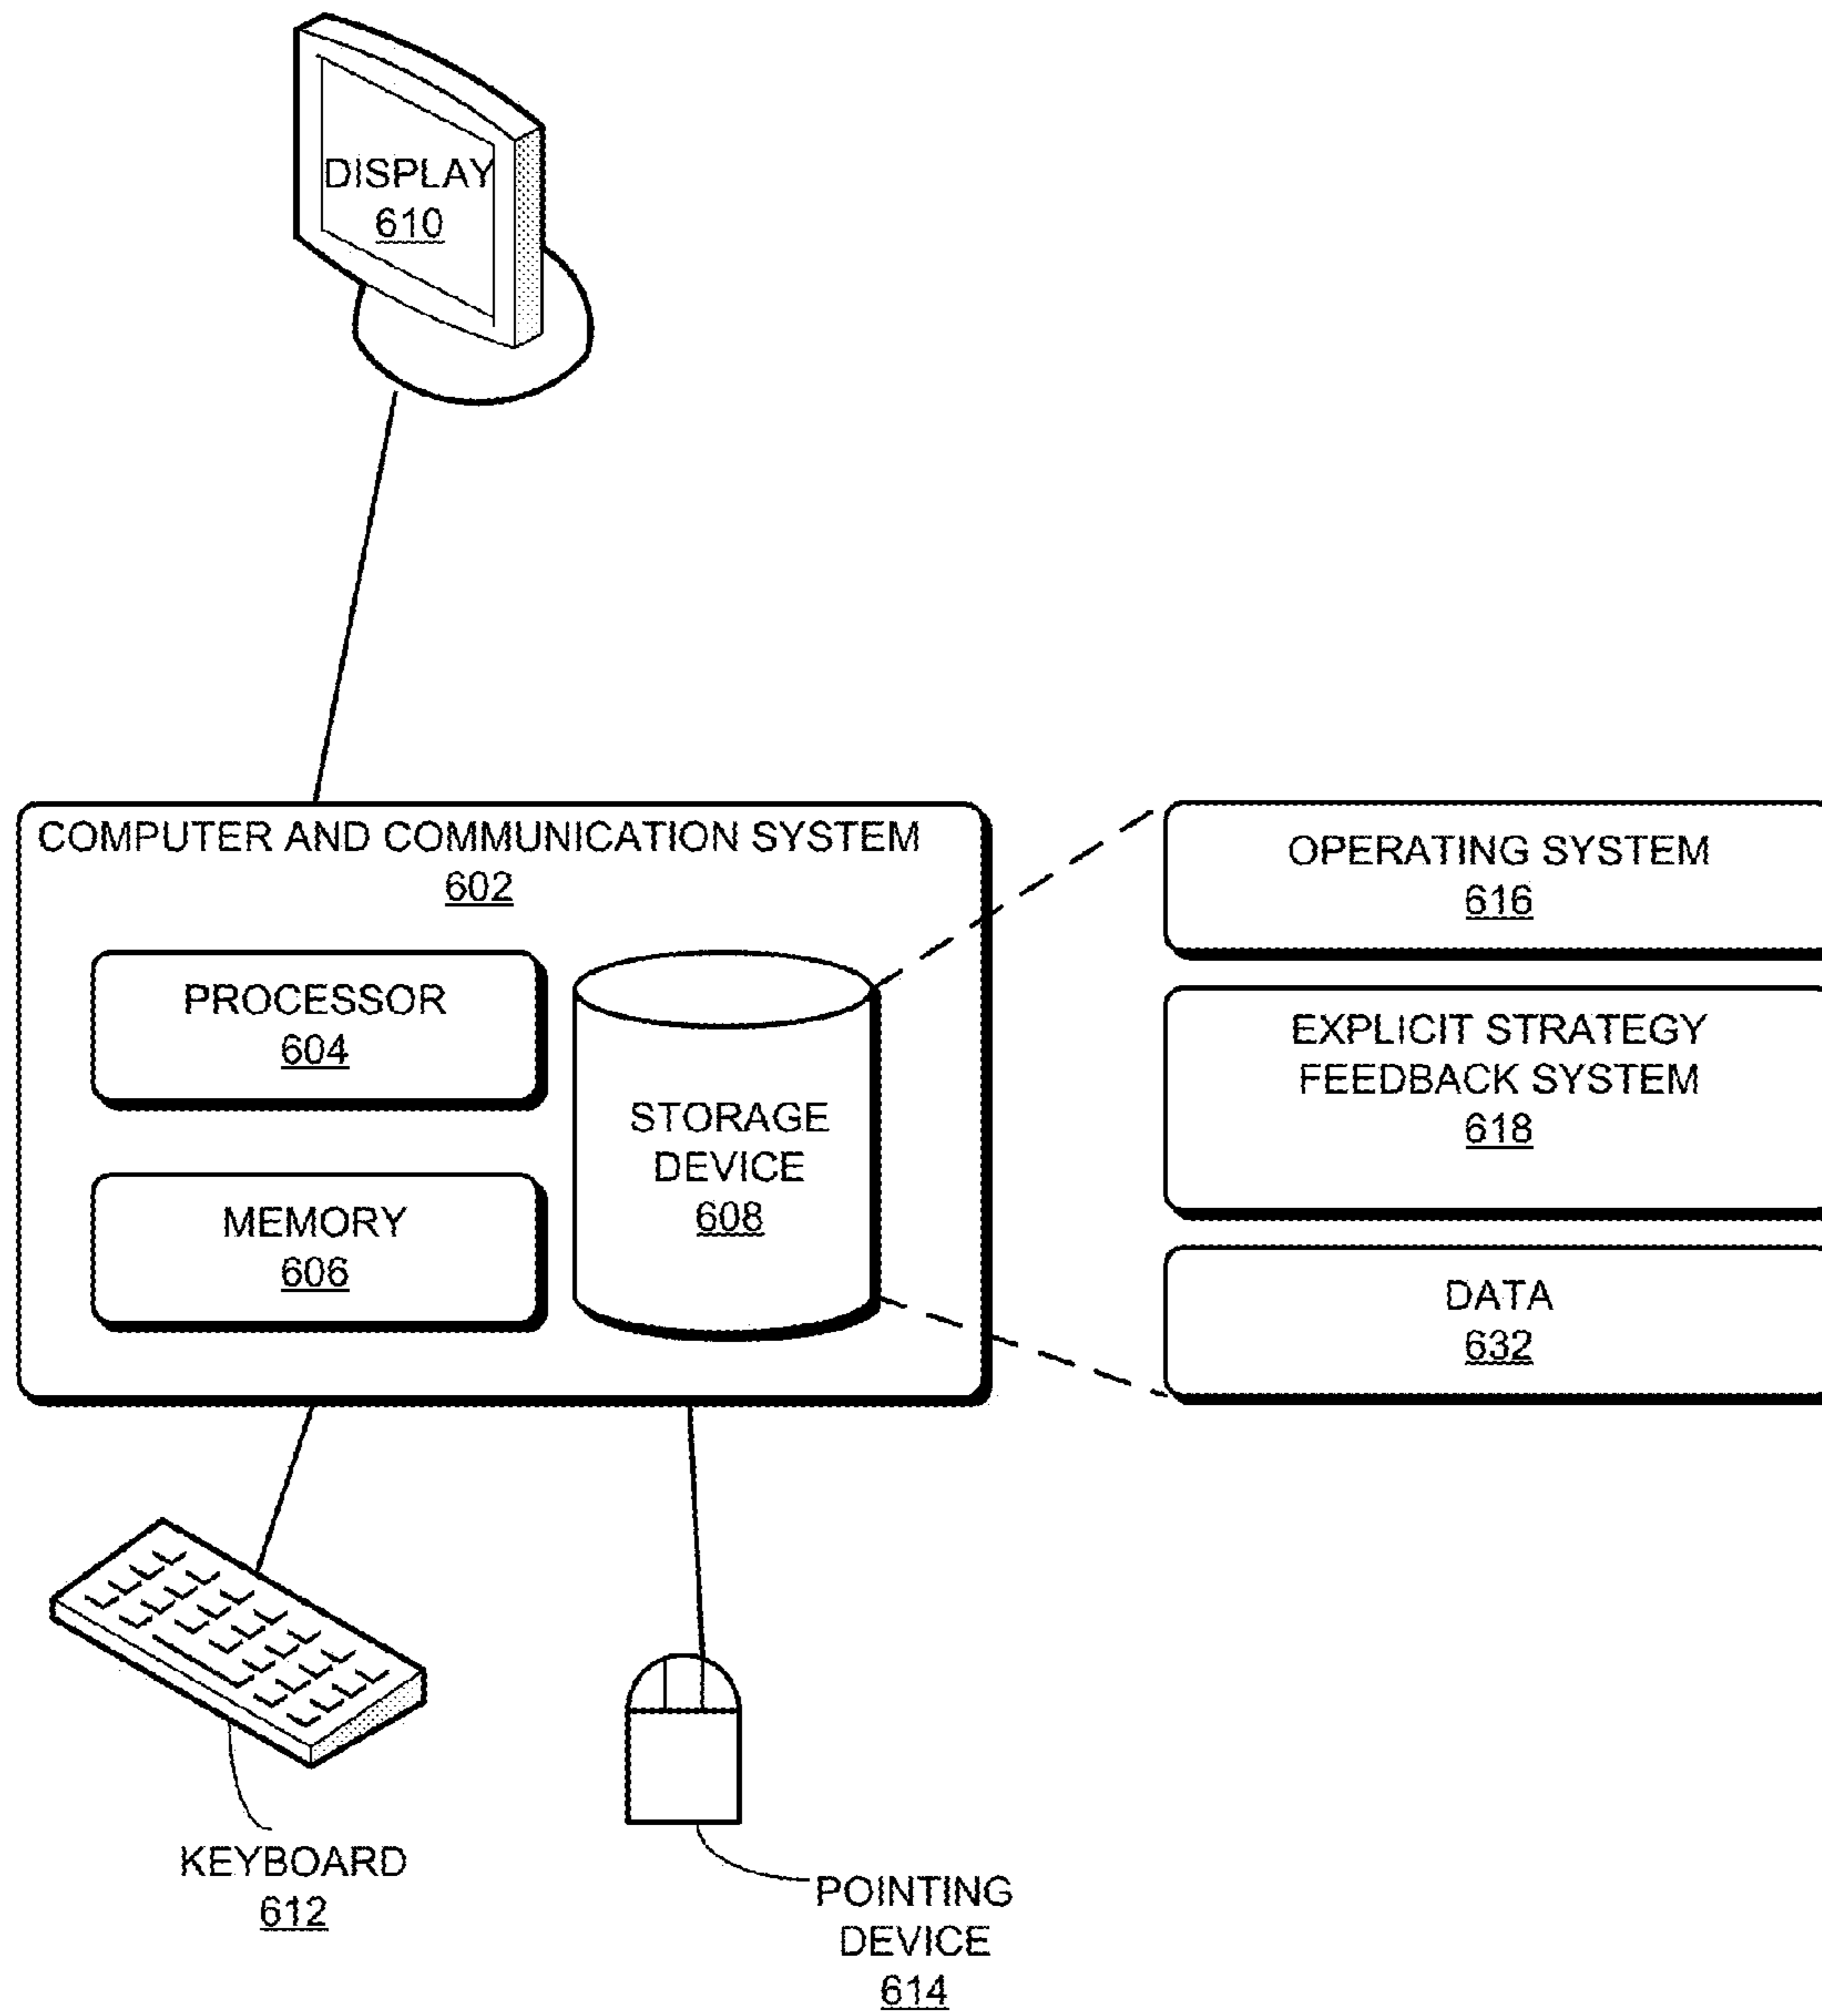 DISPLAY
610
COMPUTER AND COMMUNICATION SYSTEM
602
PROCESSOR
604
MEMORY
606
STORAGE
DEVICE
608
OPERATING SYSTEM
616
EXPLICIT STRATEGY
FEEDBACK SYSTEM
618
DATA
632
KEYBOARD
612
POINTING
DEVICE
614